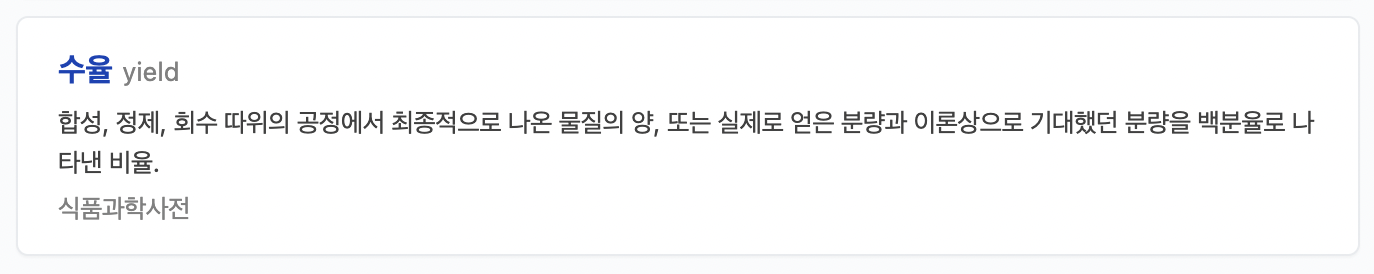 수율 yield
합성, 정제, 회수 따위의 공정에서 최종적으로 나온 물질의 양, 또는 실제로 얻은 분량과 이론상으로 기대했던 분량을 백분율로 나
타낸 비율.
식품과학사전